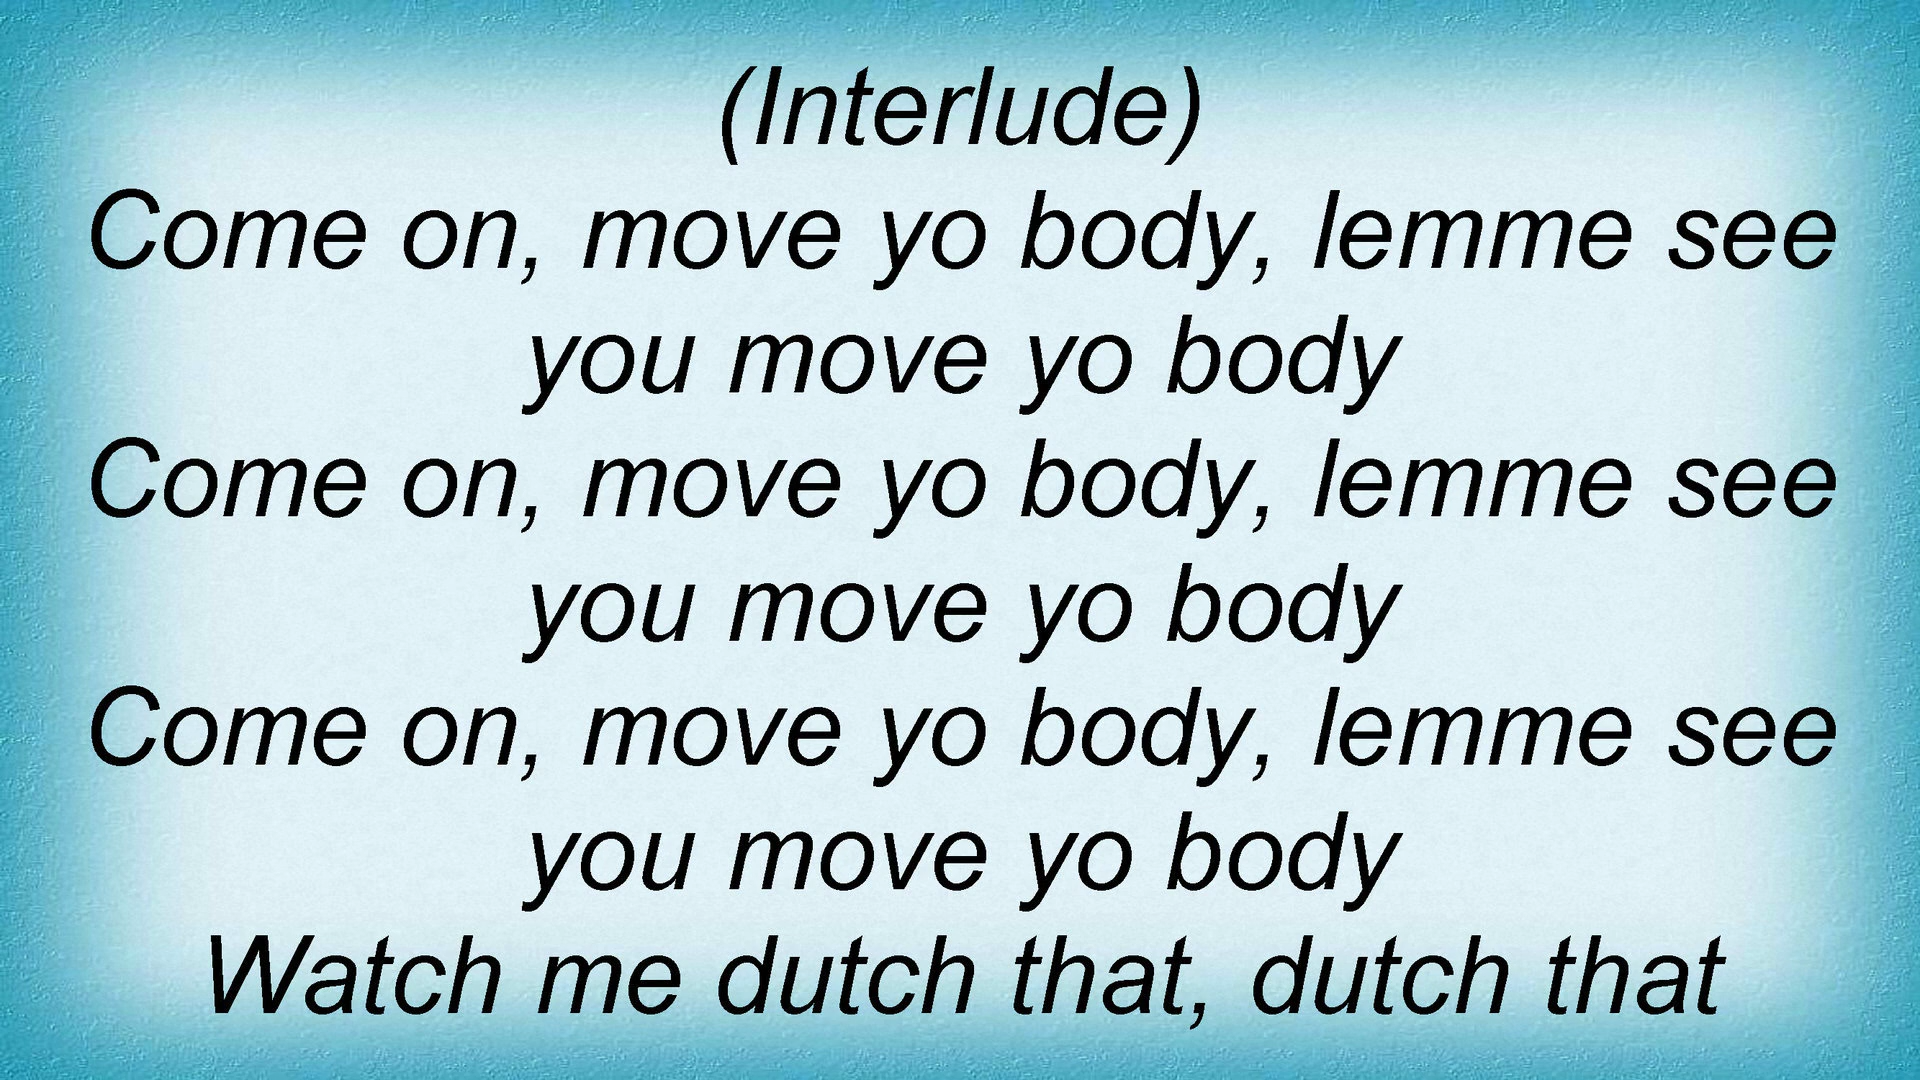 (Interlude)
Come on, move yo body, lemme see
you move yo body
Come on, move yo body, lemme see
you move yo body
Come on, move yo body, lemme see
you move yo body
Watch me dutch that, dutch that